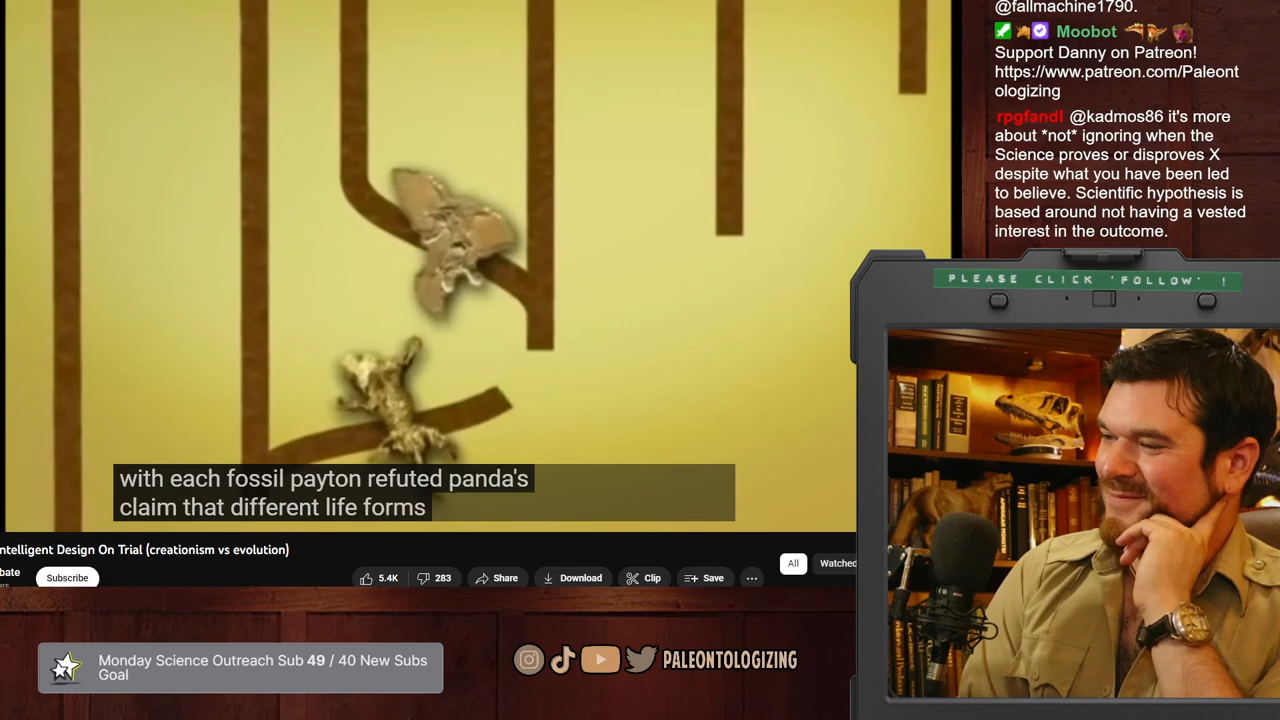 @fallmachine1790.
Moobot
Support Danny on Patreon!
https://www.patreon.com/Paleont
ologizing
rpgfandl @kadmos86 it's more
about *not* ignoring when the
Science proves or disproves X
despite what you have been led
to believe. Scientific hypothesis is
based around not having a vested
interest in the outcome.
PLEASE CLICK 'FOLLOW' !
with each fossil payton refuted panda's
claim that different life forms
ntelligent Design On Trial (creationism vs evolution)
bate
Subscribe
5.4K
283
Share
Download
Clip
Save
All
Watched
Monday Science Outreach Sub 49 / 40 New Subs
Goal
PALEONTOLOGIZING